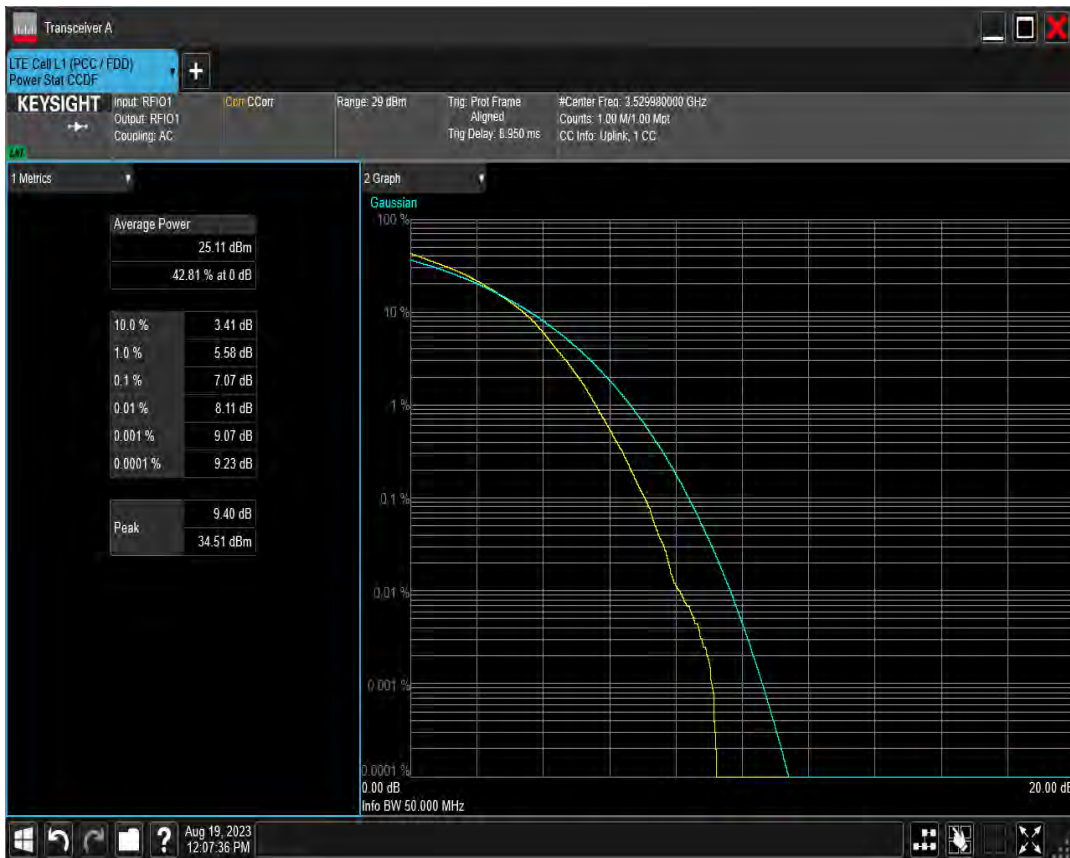 Transceiver A
LTE Cell L1 (PCC / FDD)
Power Stat CCDF
+
KEYSIGHT
Input: RFIO1
Output: RFIO1
Coupling: AC
Corr CCorr
Range: 29 dBm
Trig: Prot Frame
Aligned
Trig Delay: 8.950 ms
#Center Freq: 3.529980000 GHz
Counts: 1.00 M/1.00 Mpt
CC Info: Uplink, 1 CC
LXI
1 Metrics
Average Power
25.11 dBm
42.81 % at 0 dB
10.0 % 3.41 dB
1.0 % 5.58 dB
0.1 % 7.07 dB
0.01 % 8.11 dB
0.001 % 9.07 dB
0.0001 % 9.23 dB
Peak
9.40 dB
34.51 dBm
2 Graph
Gaussian
100 %
10 %
1 %
0.1 %
0.01 %
0.001 %
0.0001 %
0.00 dB
20.00 dB
Info BW 50.000 MHz
?
Aug 19, 2023
12:07:36 PM